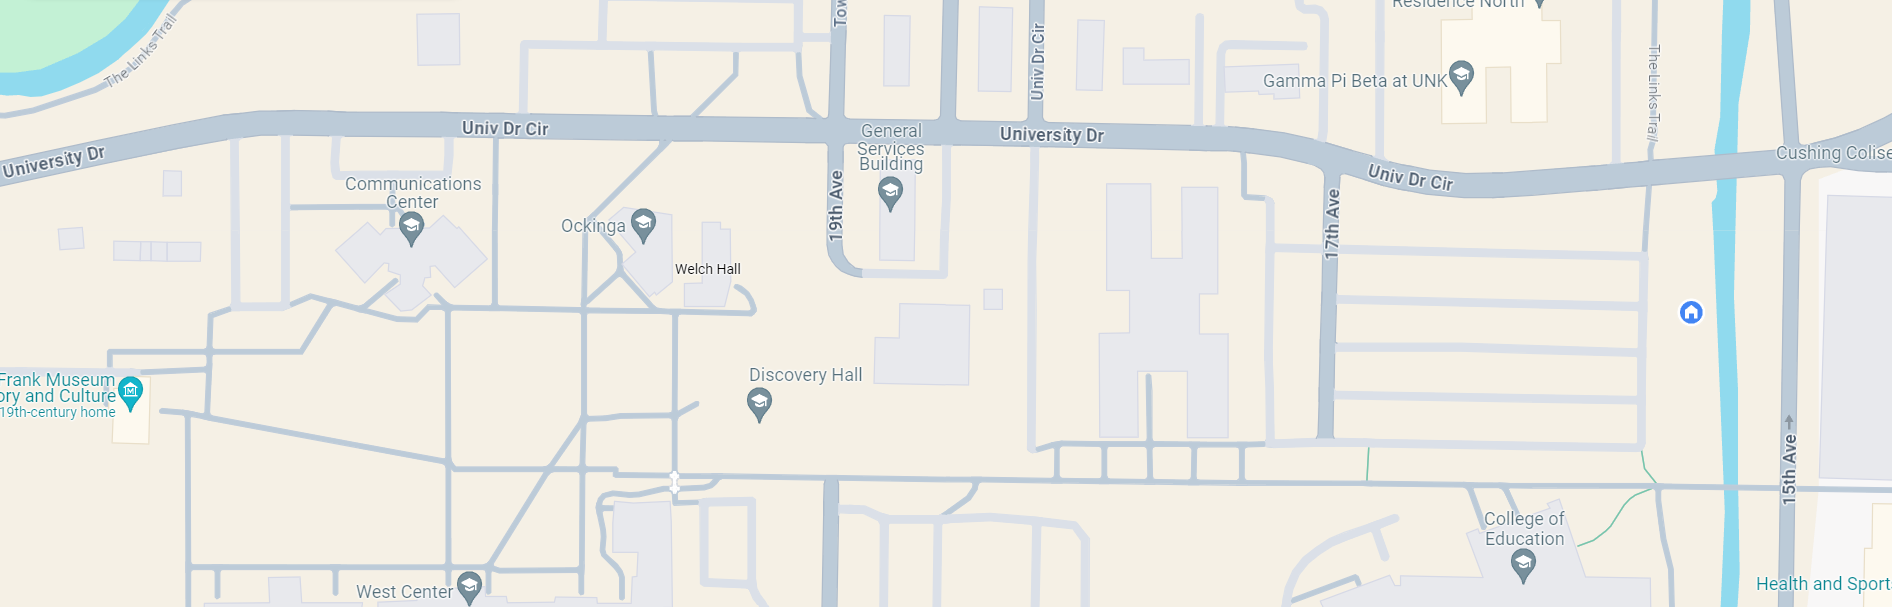 Residence North
Tow
Univ Dr Cir
The Links Trail
The Links Trail
Gamma Pi Beta at UNK
Univ Dr Cir
General
Services
Building
University Dr
University Dr
Cushing Colise
Univ Dr Cir
Communications
Center
19th Ave
17th Ave
Ockinga
Welch Hall
Discovery Hall
Frank Museum
ory and Culture
19th-century home
15th Ave
College of
Education
West Center
Health and Sport